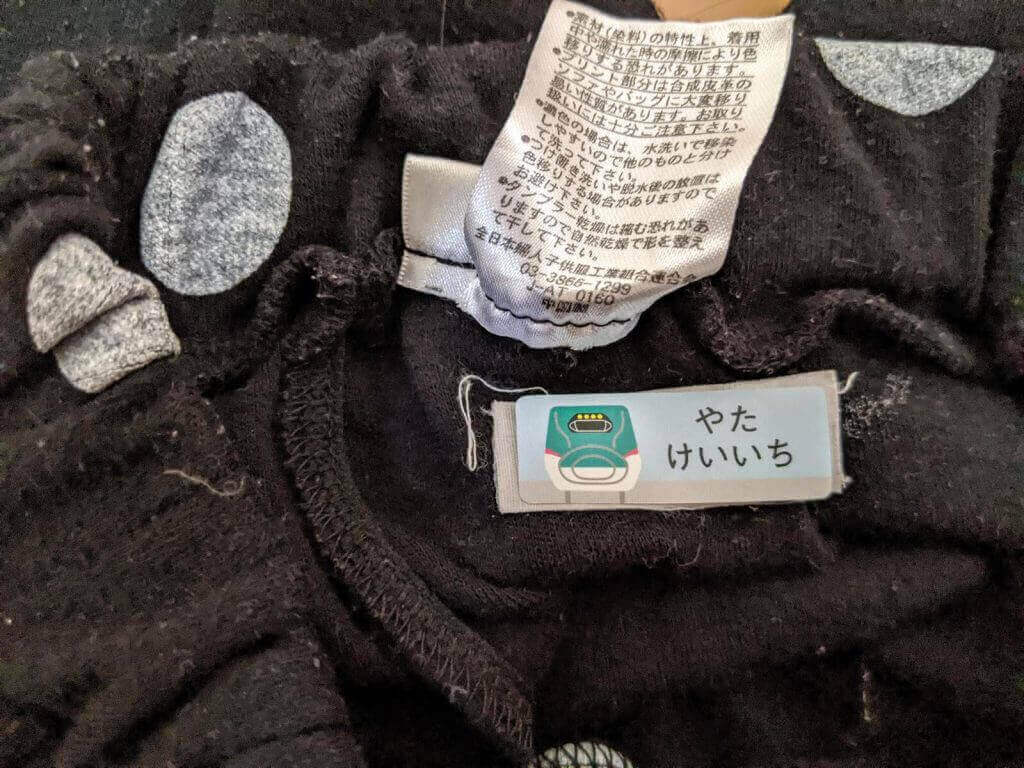 ●素材(染料)の特性上、着用
中や濡れた時の摩擦により色
移りする恐れがあります。
●プリント部分は合成皮革の
ソファやバッグに大変移り
易い性質があります。お取り
扱いには十分ご注意下さい。
●濃色の場合は、水洗いで移染
しやすいので他のものと分け
て洗って下さい。
●つけ置き洗いや脱水後の放置は
色移りする場合がありますので
お避け下さい。
●タンブラー乾燥は縮む恐れがあ
りますので自然乾燥で形を整え
て干して下さい。
全日本婦人子供服工業組合連合会
03-3866-1299
J-AT 0160
中国製
やた
けいいち